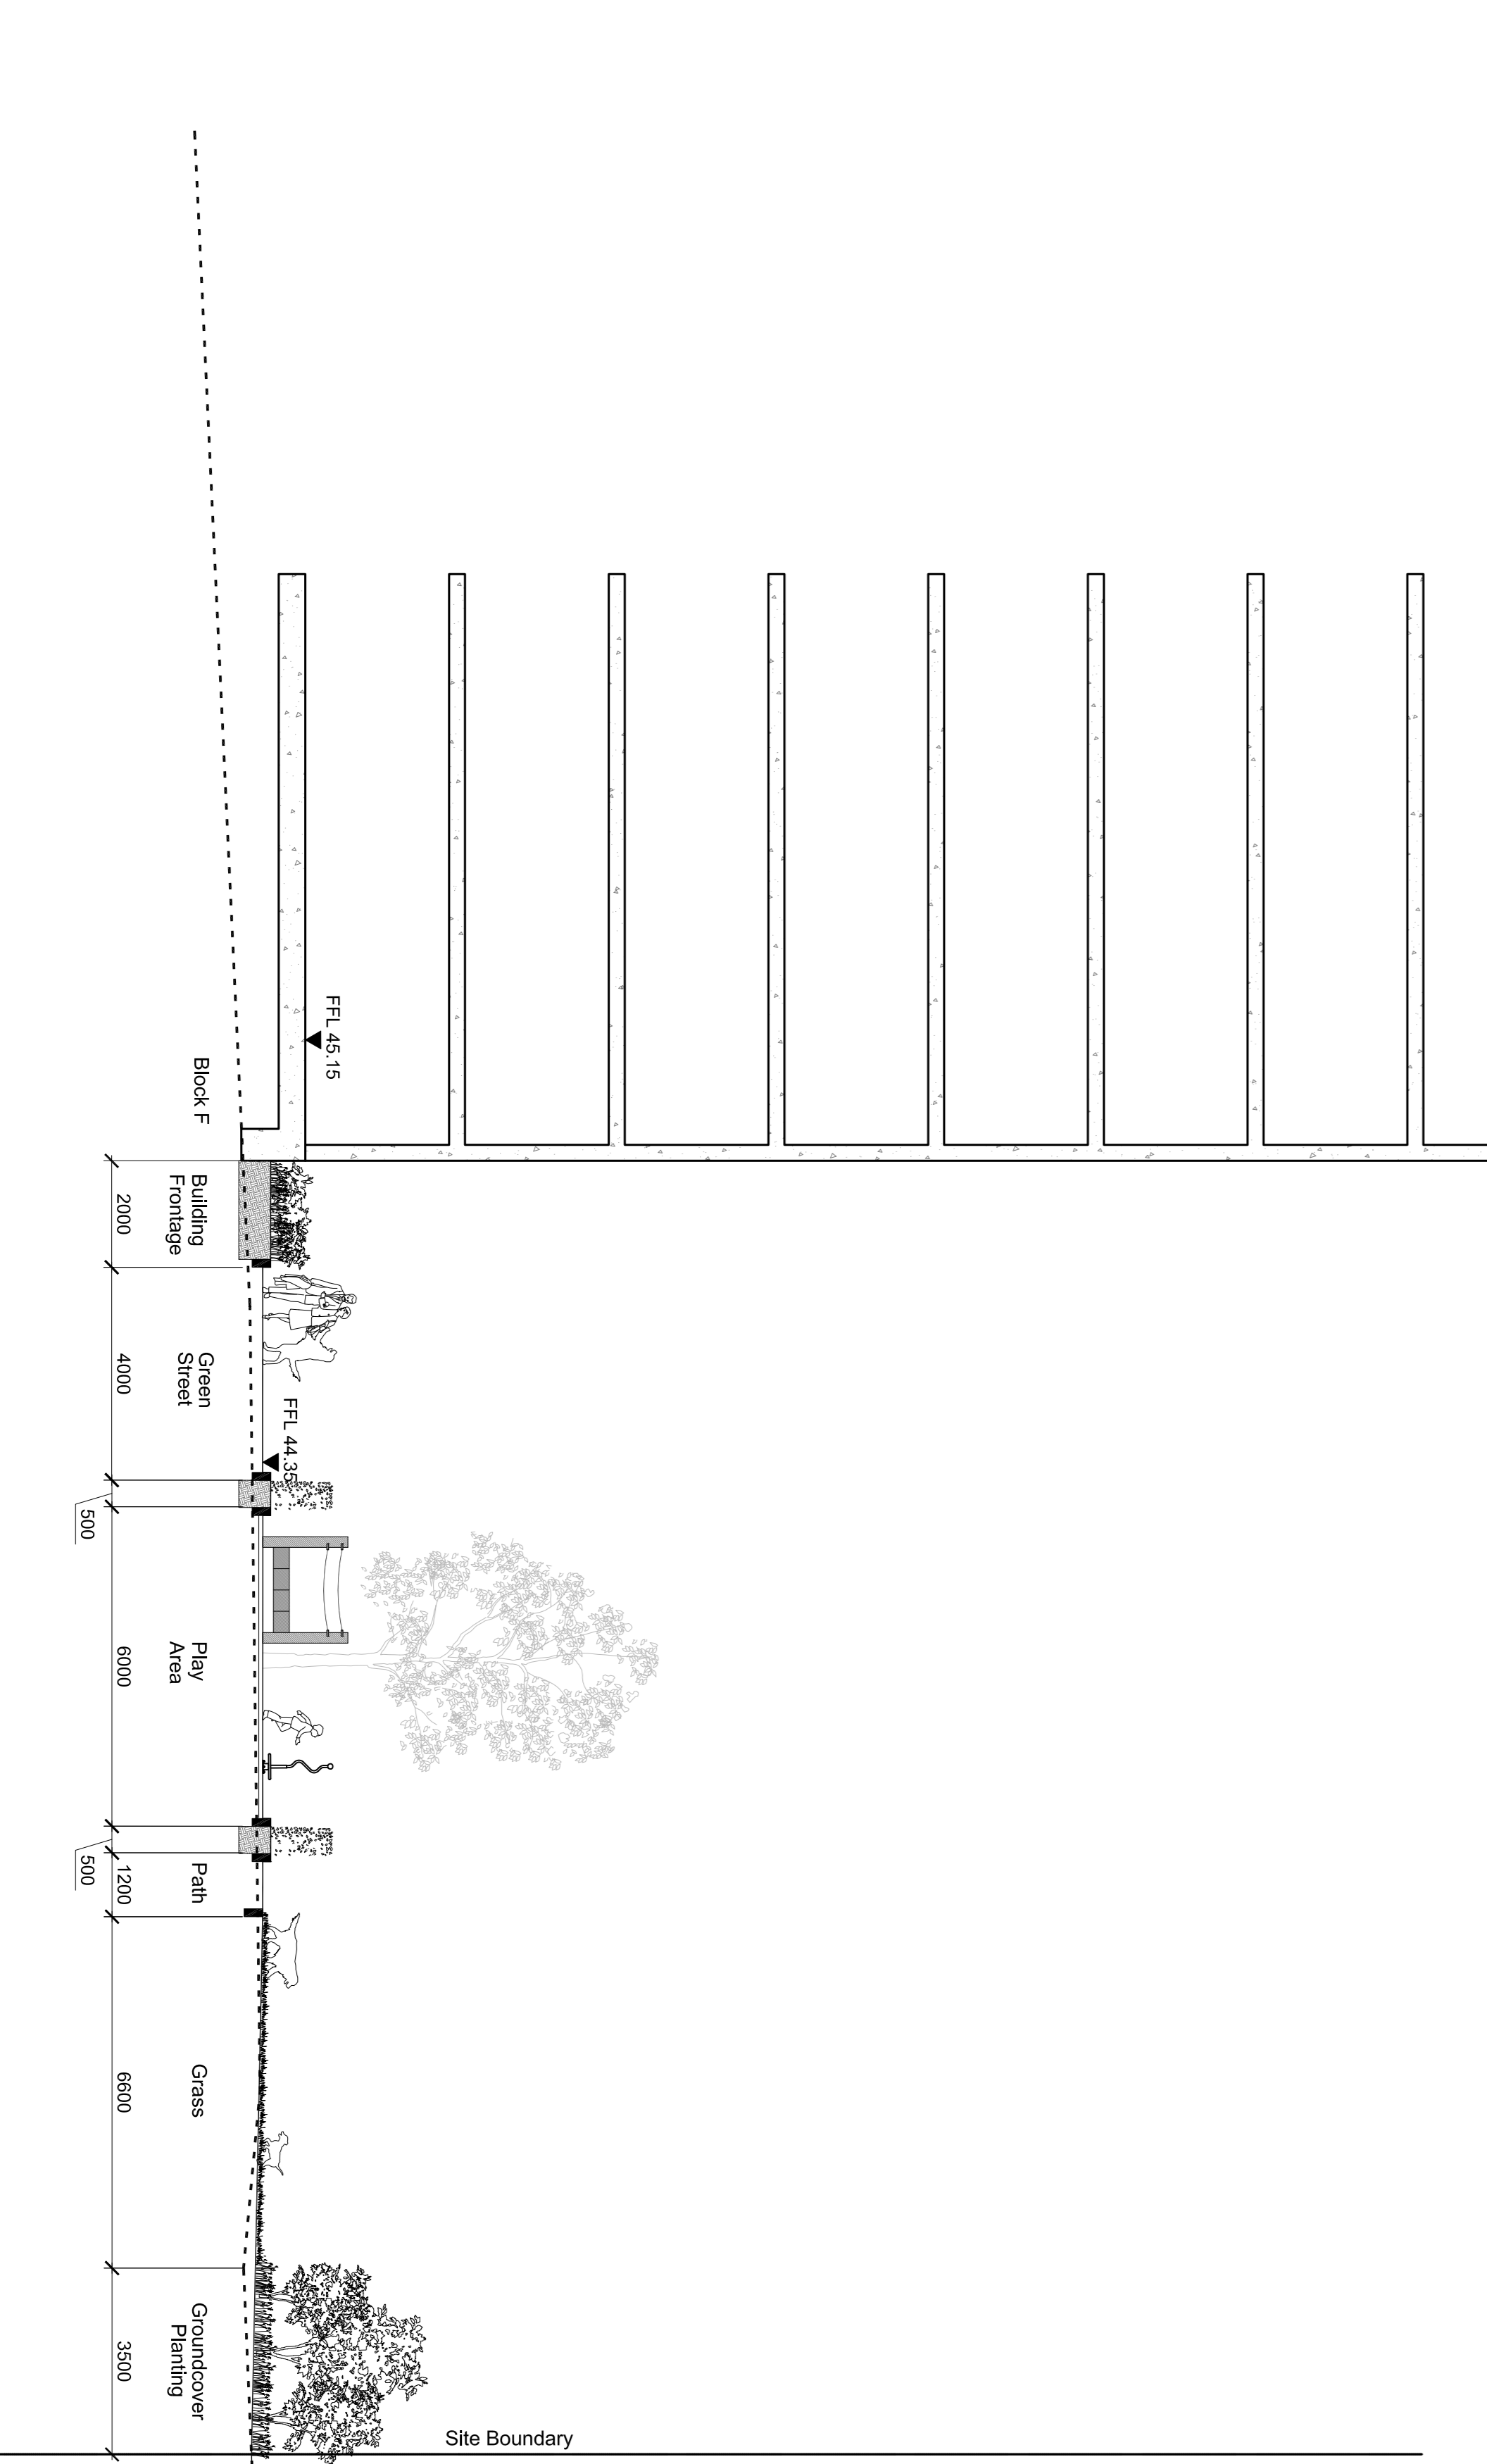 FFL 45.15
Block F
Building
Frontage
2000
Green
Street
4000
FFL 44.35
500
Play
Area
6000
500
Path
1200
Grass
6600
Groundcover
Planting
3500
Site Boundary